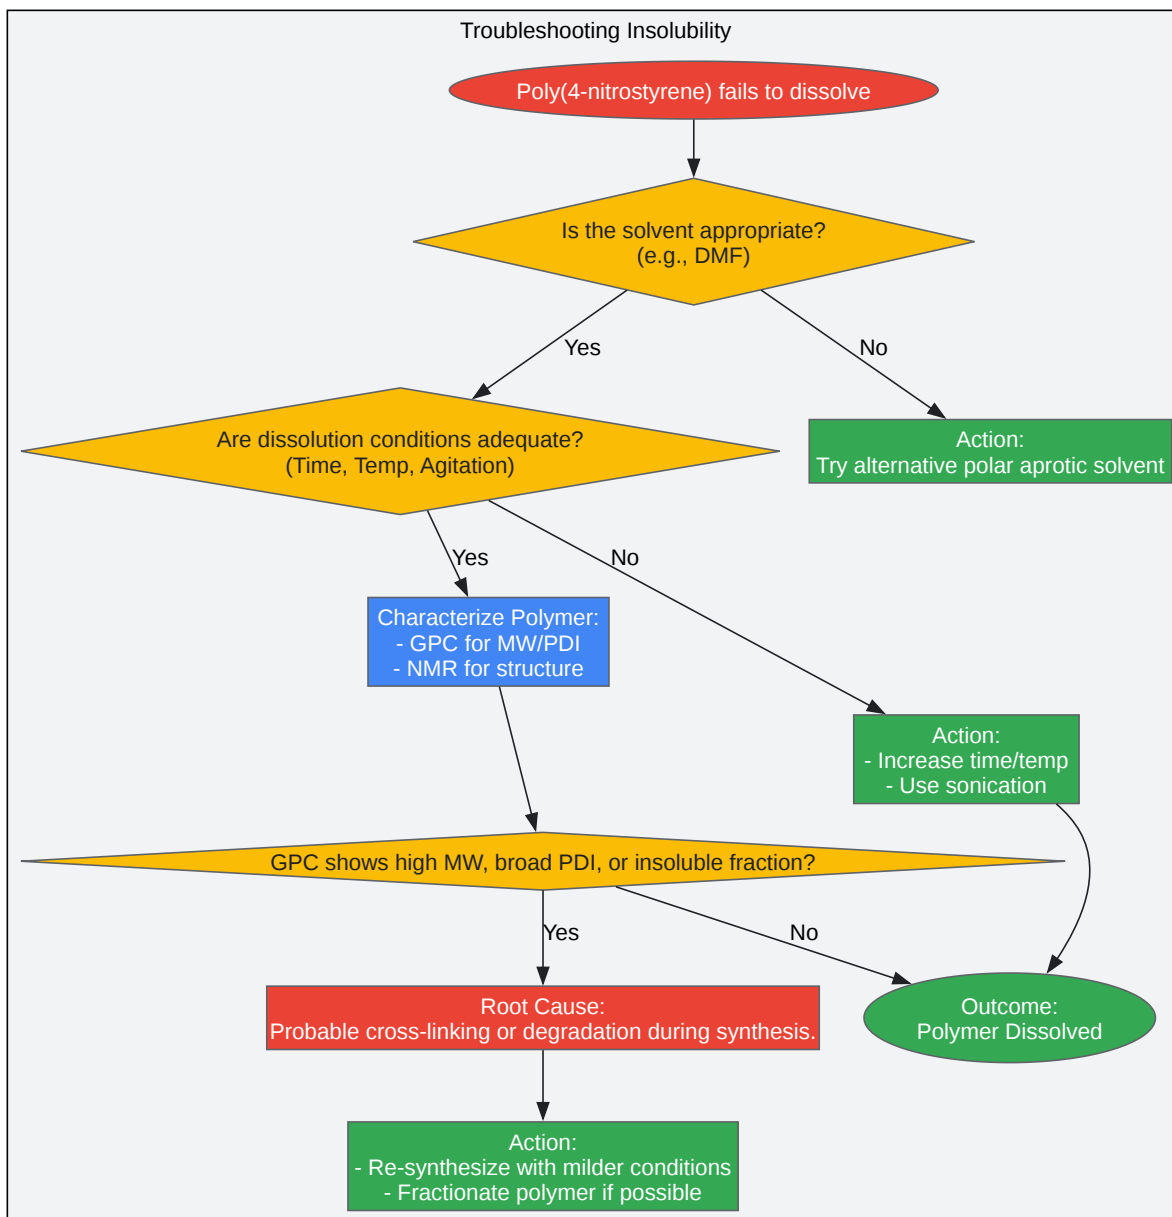 Troubleshooting Insolubility
Poly(4-nitrostyrene) fails to dissolve
Is the solvent appropriate?
(e.g., DMF)
Yes
No
Are dissolution conditions adequate?
(Time, Temp, Agitation)
Action:
Try alternative polar aprotic solvent
Yes
No
Characterize Polymer:
- GPC for MW/PDI
- NMR for structure
Action:
- Increase time/temp
- Use sonication
GPC shows high MW, broad PDI, or insoluble fraction?
Yes
No
Root Cause:
Probable cross-linking or degradation during synthesis.
Outcome:
Polymer Dissolved
Action:
- Re-synthesize with milder conditions
- Fractionate polymer if possible